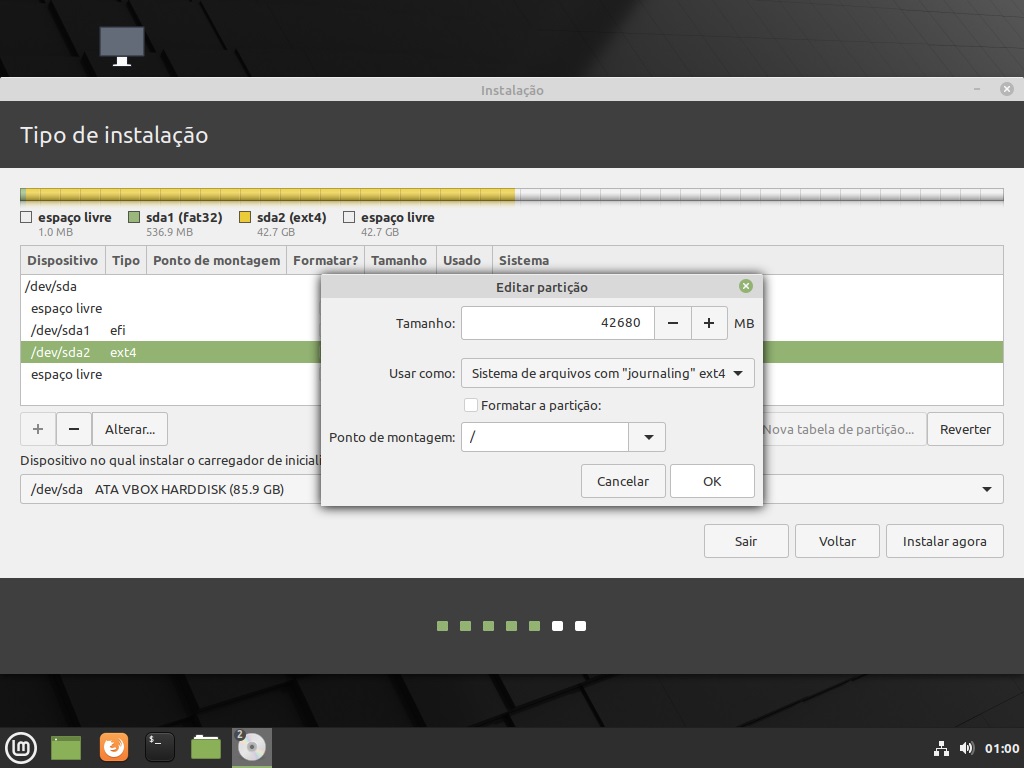 Instalação
Tipo de instalação
espaço livre sda1 (fat32) sda2 (ext4) espaço livre
1.0 MB 536.9 MB 42.7 GB 42.7 GB
Dispositivo Tipo Ponto de montagem Formatar? Tamanho Usado Sistema
/dev/sda
espaço livre
/dev/sda1 efi
/dev/sda2 ext4
espaço livre
Editar partição
Tamanho: 42680 − + MB
Usar como: Sistema de arquivos com "journaling" ext4
Formatar a partição:
Ponto de montagem: /
Cancelar OK
+ − Alterar... Nova tabela de partição... Reverter
Dispositivo no qual instalar o carregador de iniciali
/dev/sda ATA VBOX HARDDISK (85.9 GB)
Sair Voltar Instalar agora
$_ 2 01:00